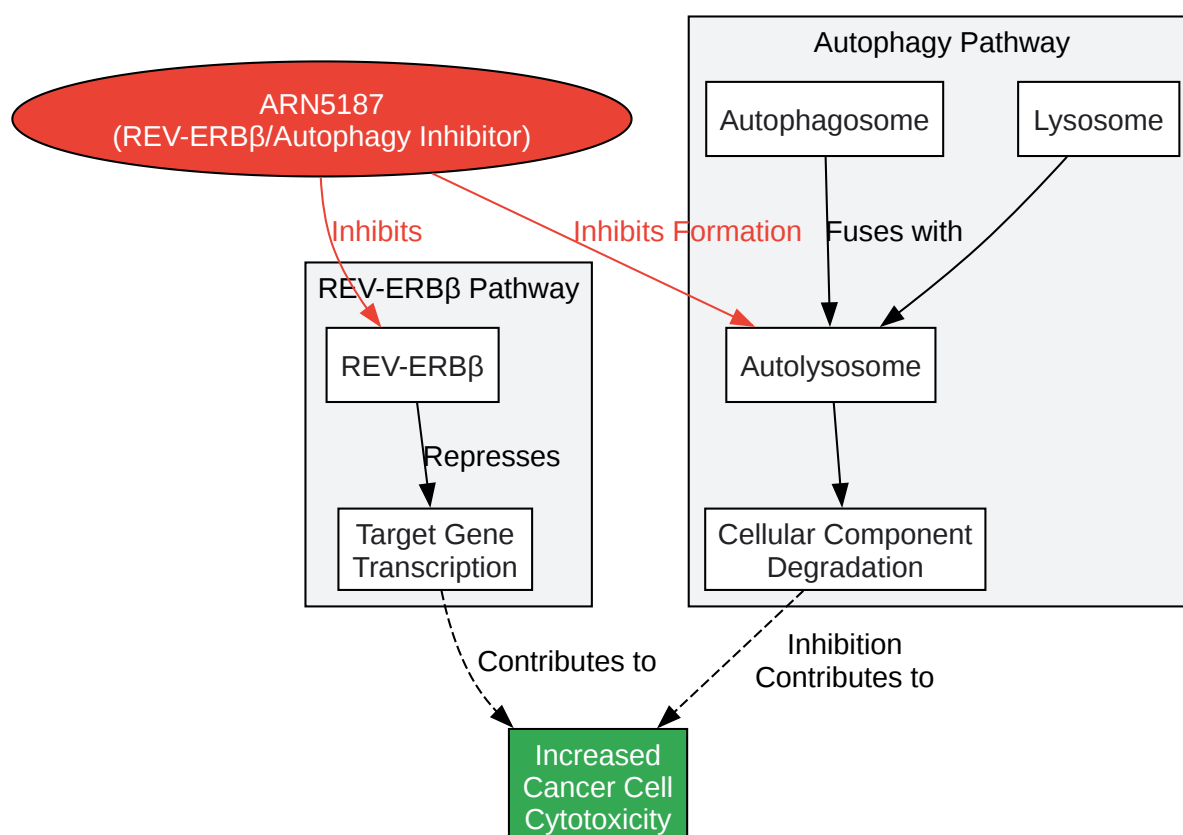 Autophagy Pathway
ARN5187
(REV-ERBβ/Autophagy Inhibitor)
Autophagosome
Lysosome
Inhibits
Inhibits Formation
Fuses with
REV-ERBβ Pathway
REV-ERBβ
Autolysosome
Represses
Target Gene
Transcription
Cellular Component
Degradation
Contributes to
Inhibition
Contributes to
Increased
Cancer Cell
Cytotoxicity